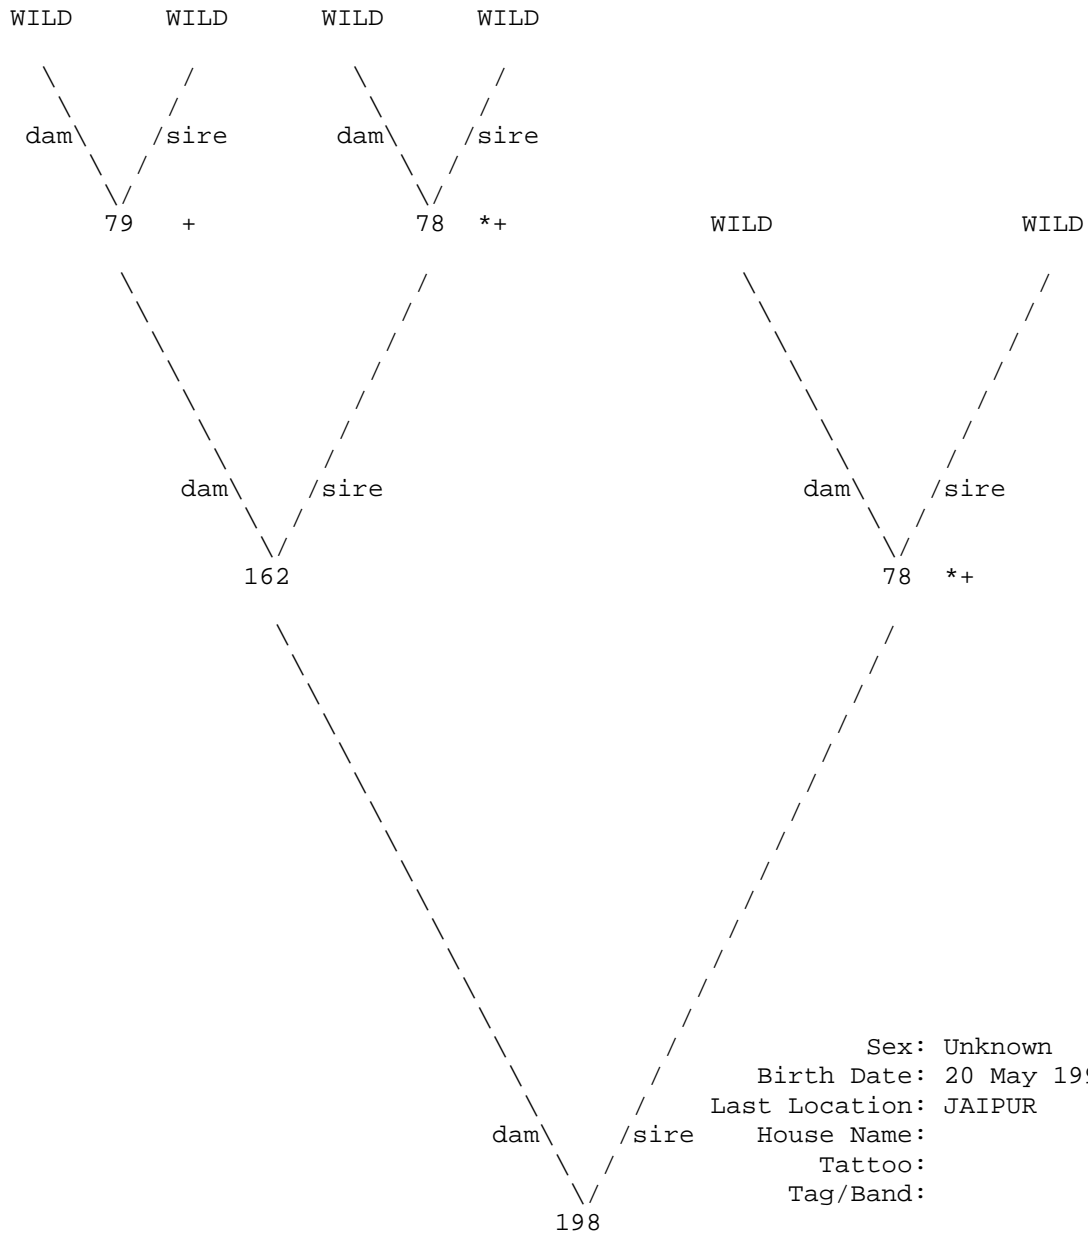 WILD WILD WILD WILD
dam sire dam sire
79 + 78 *+ WILD WILD
dam sire dam sire
162 78 *+
Sex: Unknown
Birth Date: 20 May 199
Last Location: JAIPUR
dam sire House Name:
Tattoo:
Tag/Band:
198